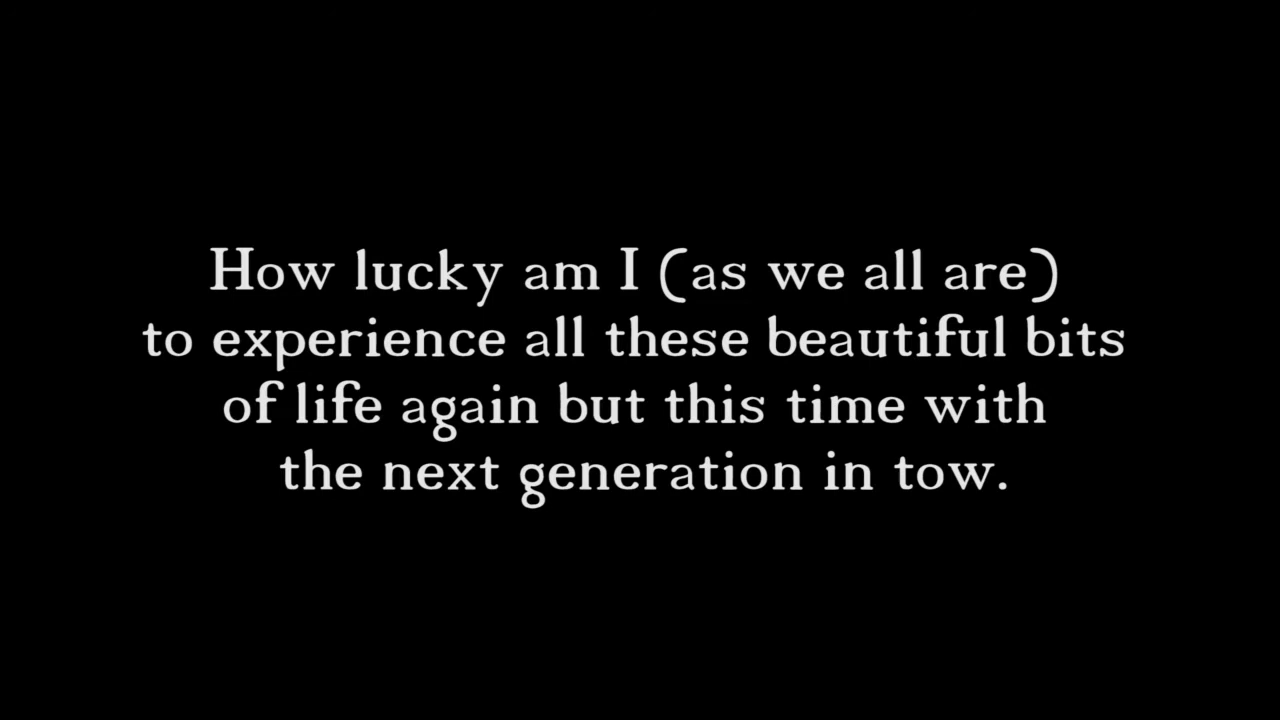 How lucky am I (as we all are)
to experience all these beautiful bits
of life again but this time with
the next generation in tow.